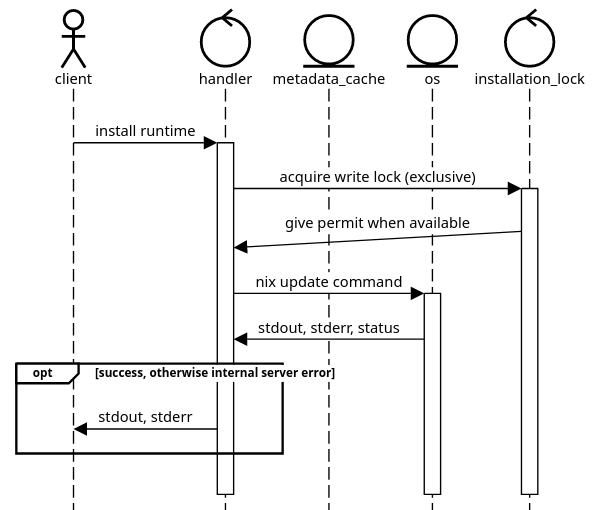 client
handler
metadata_cache
os
installation_lock
install runtime
acquire write lock (exclusive)
give permit when available
nix update command
stdout, stderr, status
opt
[success, otherwise internal server error]
stdout, stderr